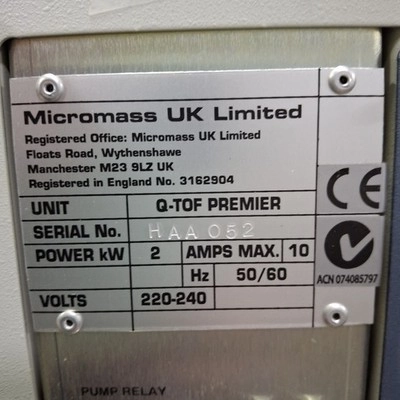 Micromass UK Limited
Registered Office: Micromass UK Limited
Floats Road, Wythenshawe
Manchester M23 9LZ UK
Registered in England No. 3162904
UNIT Q-TOF PREMIER
SERIAL No. HAA052
POWER kW 2 AMPS MAX. 10
Hz 50/60
VOLTS 220-240
CE
ACN 074085797
PUMP RELAY